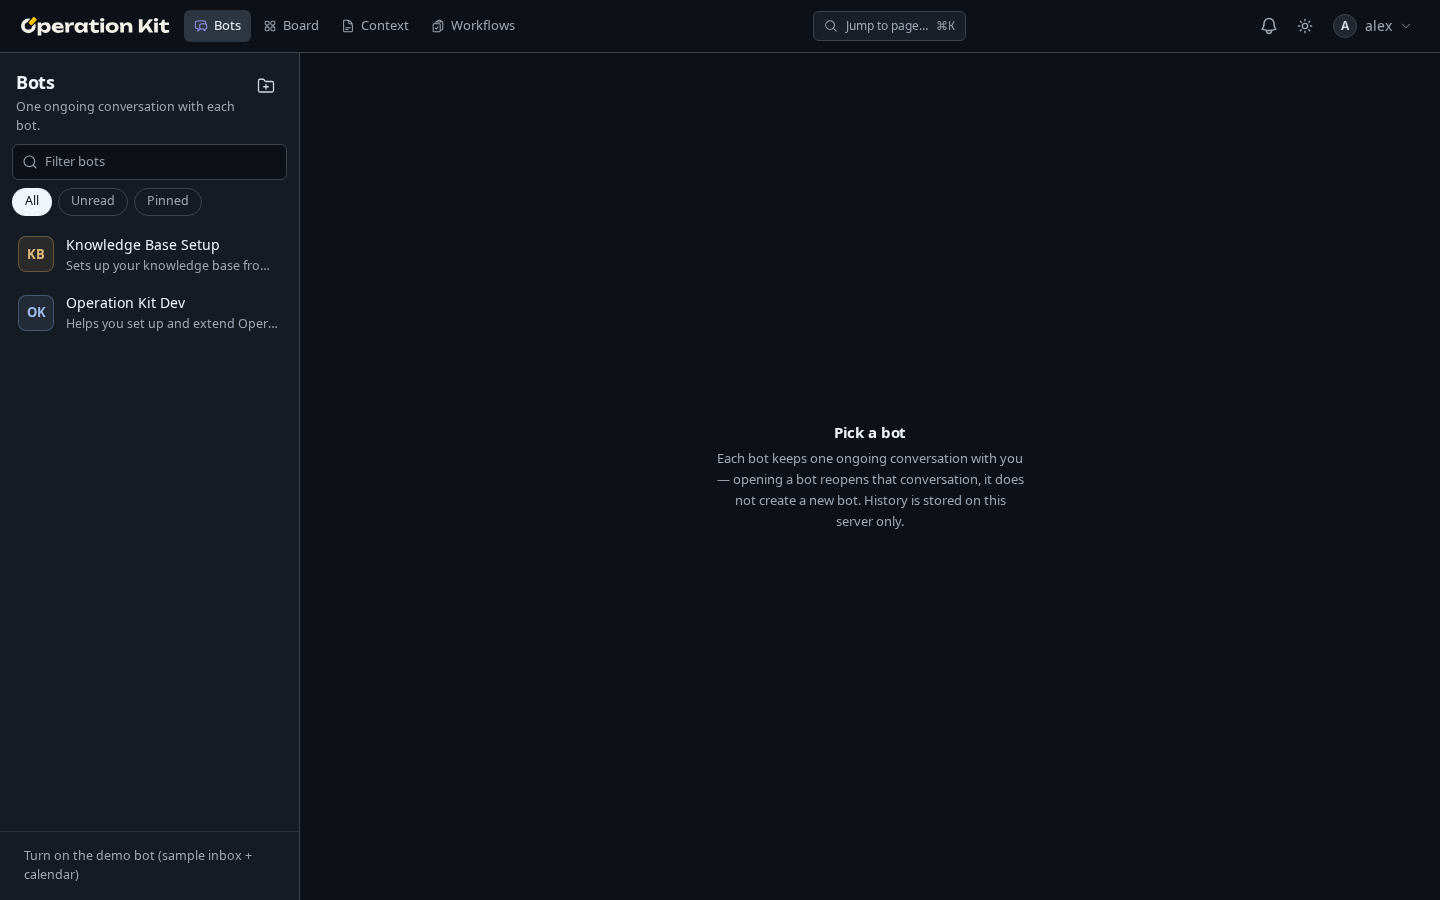 Operation Kit
Bots
Board
Context
Workflows
Jump to page... ⌘K
A
alex
Bots
One ongoing conversation with each
bot.
Filter bots
All
Unread
Pinned
KB
Knowledge Base Setup
Sets up your knowledge base fro...
OK
Operation Kit Dev
Helps you set up and extend Oper...
Pick a bot
Each bot keeps one ongoing conversation with you
— opening a bot reopens that conversation, it does
not create a new bot. History is stored on this
server only.
Turn on the demo bot (sample inbox +
calendar)